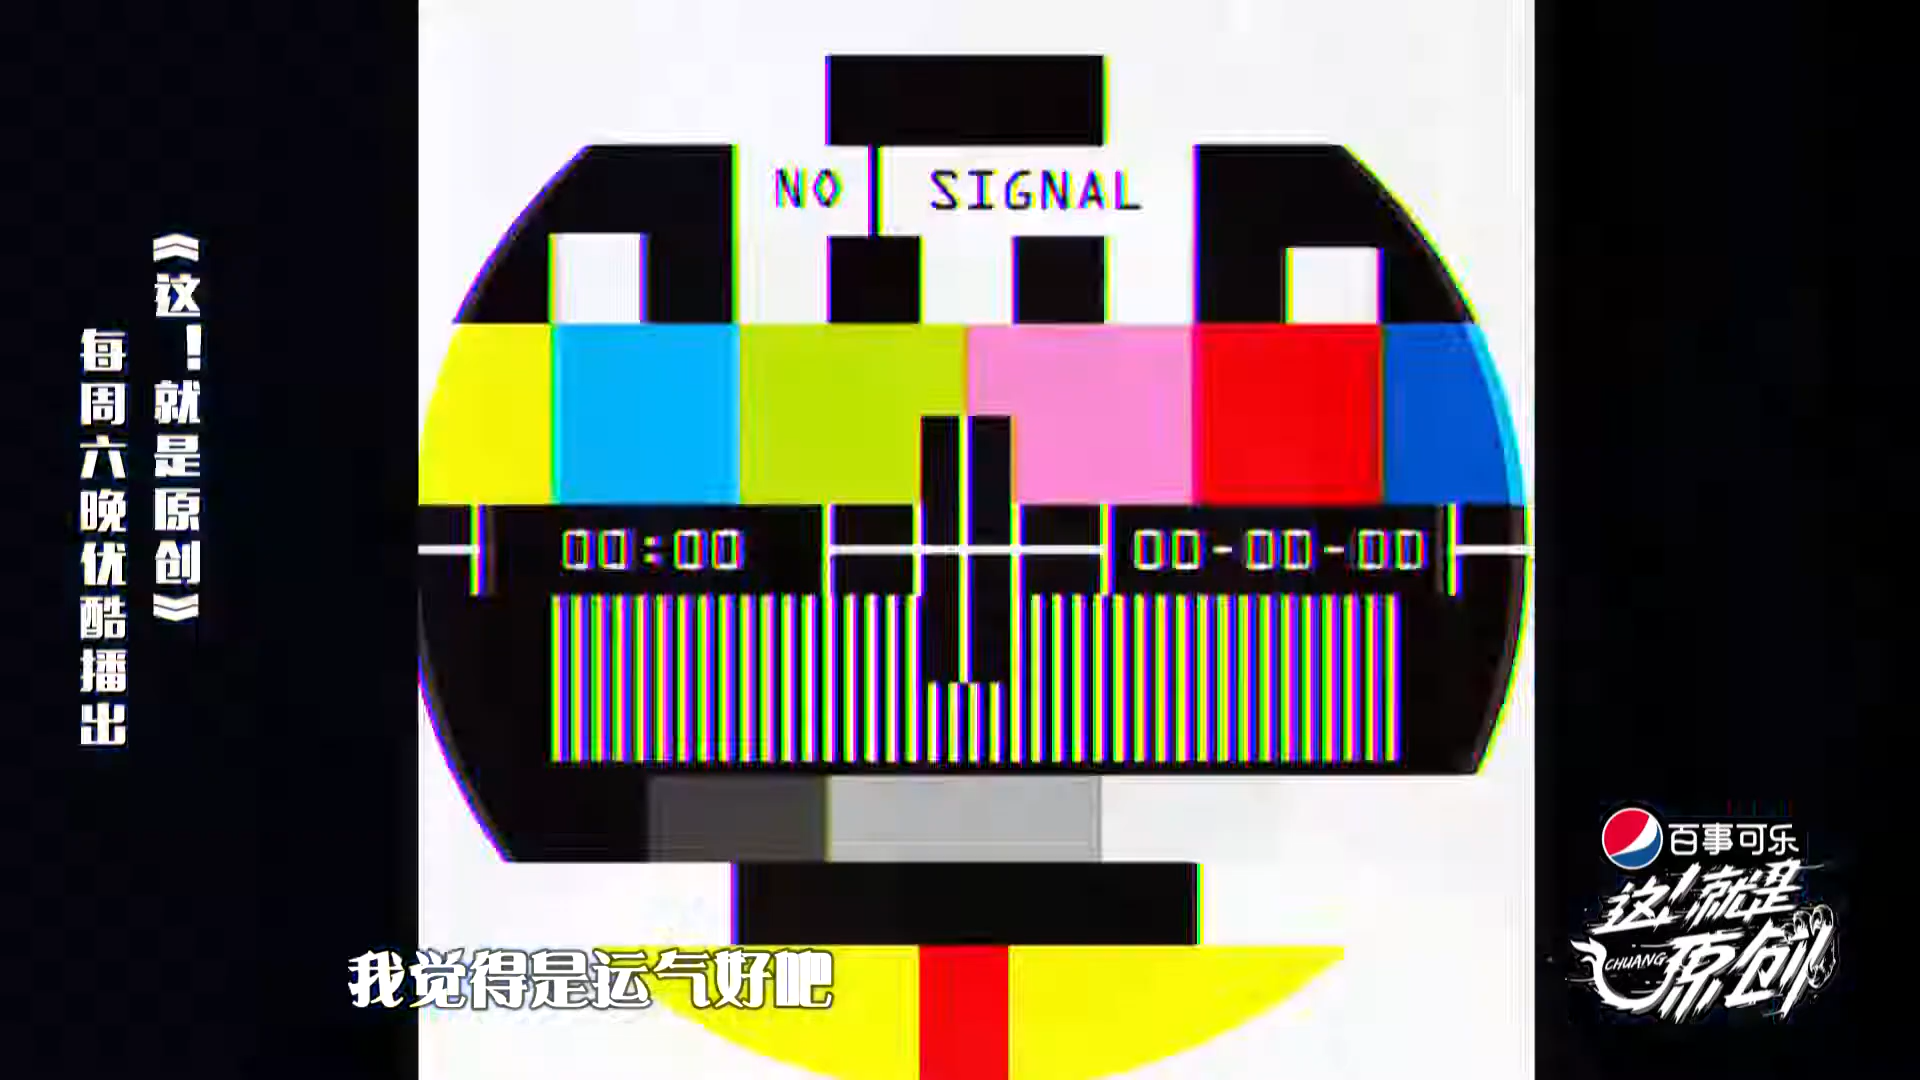 NO SIGNAL
《这!就是原创》
每周六晚优酷播出
00:00
00-00-00
百事可乐
这!就是
CHUANG
原创
我觉得是运气好吧